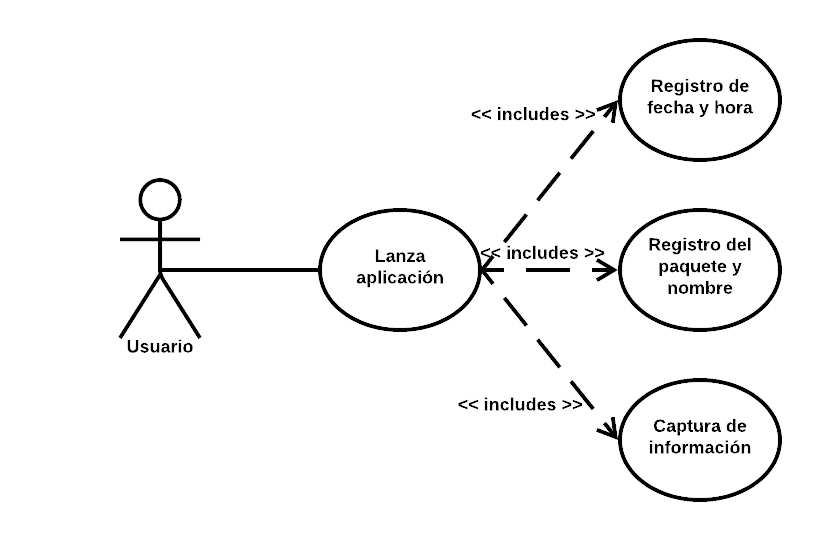 Registro de
fecha y hora
<< includes >>
Lanza
aplicación
<< includes >>
Registro del
paquete y
nombre
Usuario
<< includes >>
Captura de
información